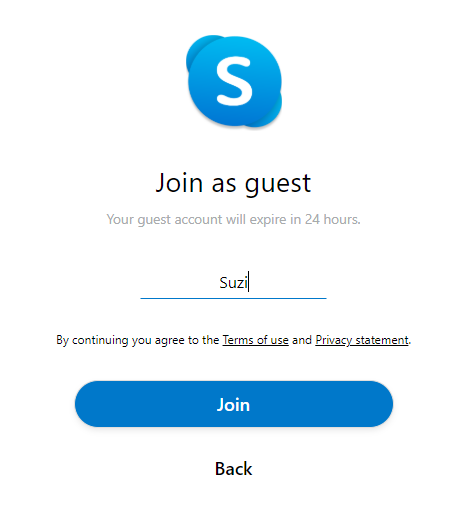 S
Join as guest
Your guest account will expire in 24 hours.
Suzi
By continuing you agree to the Terms of use and Privacy statement.
Join
Back